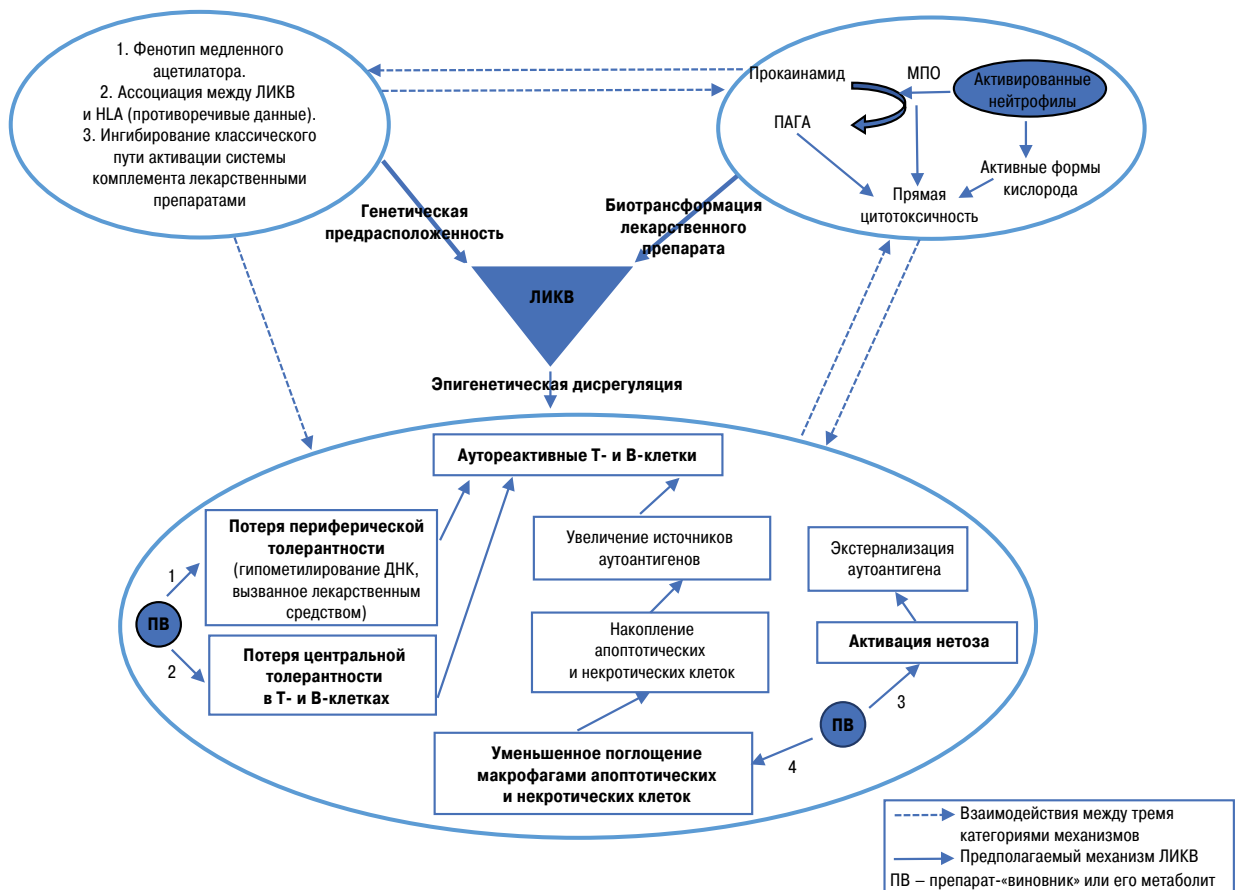 1. Фенотип медленного
ацетилатора.
2. Ассоциация между ЛИКВ
и HLA (противоречивые данные).
3. Ингибирование классического
пути активации системы
комплемента лекарственными
препаратами
Прокаинамид
МПО
Активированные
нейтрофилы
ПАГА
Активные формы
кислорода
Прямая
цитотоксичность
Генетическая
предрасположенность
Биотрансформация
лекарственного
препарата
ЛИКВ
Эпигенетическая дисрегуляция
Аутореактивные Т- и В-клетки
Потеря периферической
толерантности
(гипометилирование ДНК,
вызванное лекарственным
средством)
1
ПВ
2
Потеря центральной
толерантности
в Т- и В-клетках
Увеличение источников
аутоантигенов
Накопление
апоптотических
и некротических клеток
Уменьшенное поглощение
макрофагами апоптотических
и некротических клеток
Экстернализация
аутоантигена
Активация нетоза
3
ПВ
4
Взаимодействия между тремя
категориями механизмов
Предполагаемый механизм ЛИКВ
ПВ – препарат-«виновник» или его метаболит